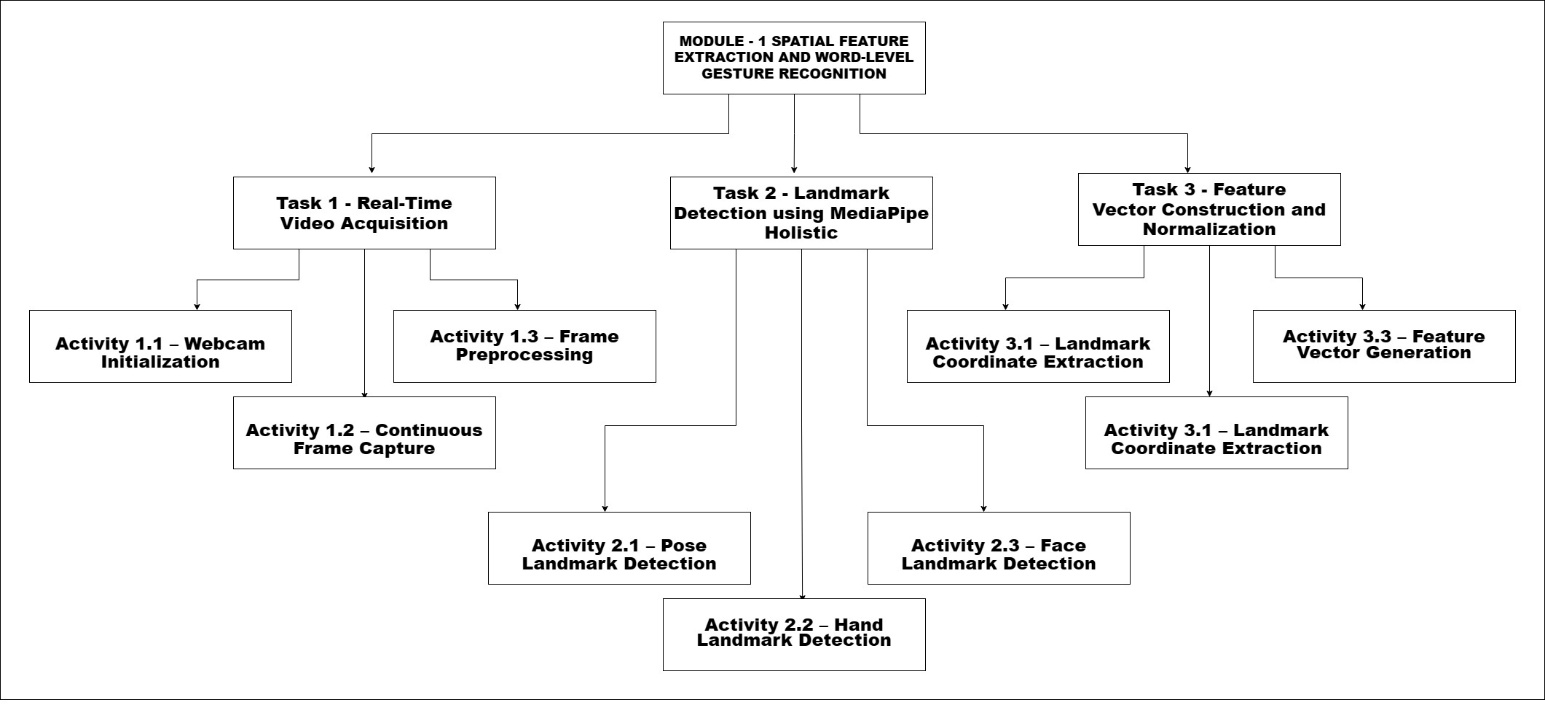 MODULE - 1 SPATIAL FEATURE
EXTRACTION AND WORD-LEVEL
GESTURE RECOGNITION
Task 1 - Real-Time
Video Acquisition
Task 2 - Landmark
Detection using MediaPipe
Holistic
Task 3 - Feature
Vector Construction and
Normalization
Activity 1.1 – Webcam
Initialization
Activity 1.3 – Frame
Preprocessing
Activity 3.1 – Landmark
Coordinate Extraction
Activity 3.3 – Feature
Vector Generation
Activity 1.2 – Continuous
Frame Capture
Activity 3.1 – Landmark
Coordinate Extraction
Activity 2.1 – Pose
Landmark Detection
Activity 2.3 – Face
Landmark Detection
Activity 2.2 – Hand
Landmark Detection